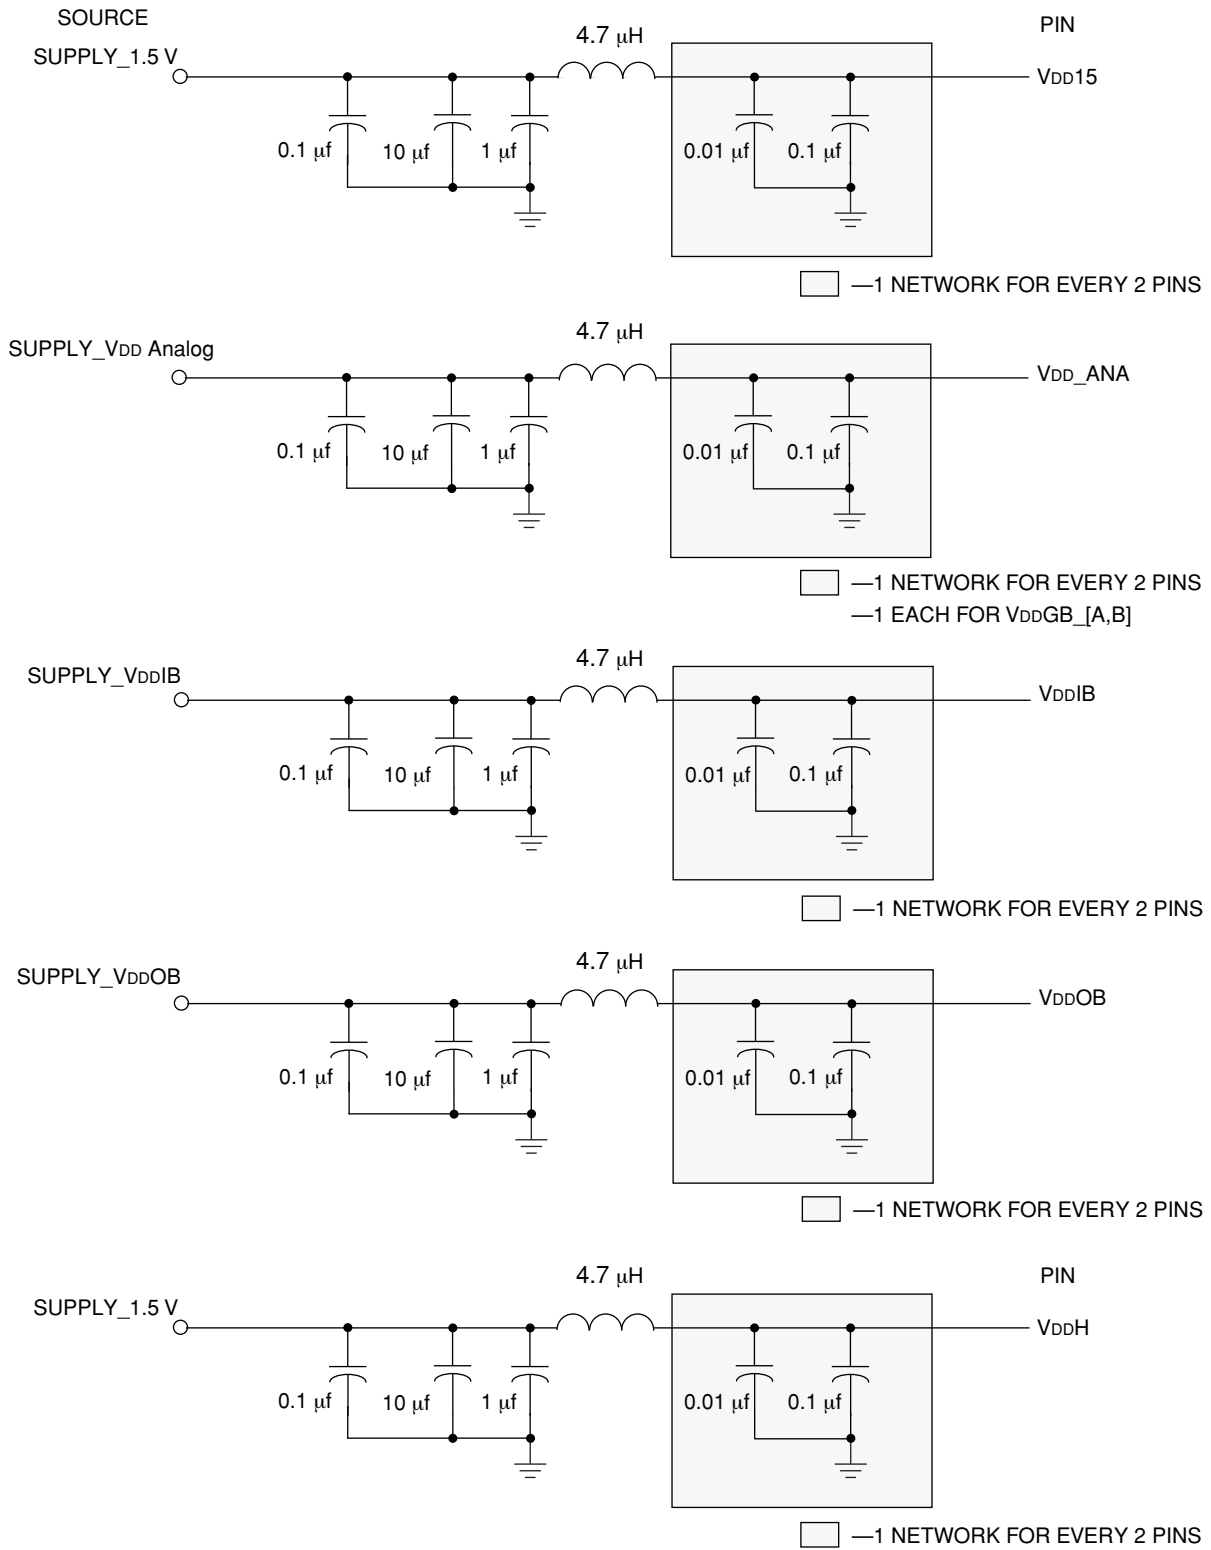 SOURCE
PIN
4.7 μH
SUPPLY_1.5 V
VDD15
0.1 μf
10 μf
1 μf
0.01 μf
0.1 μf
—1 NETWORK FOR EVERY 2 PINS
4.7 μH
SUPPLY_VDD Analog
VDD_ANA
0.1 μf
10 μf
1 μf
0.01 μf
0.1 μf
—1 NETWORK FOR EVERY 2 PINS
—1 EACH FOR VDDGB_[A,B]
4.7 μH
SUPPLY_VDDIB
VDDIB
0.1 μf
10 μf
1 μf
0.01 μf
0.1 μf
—1 NETWORK FOR EVERY 2 PINS
4.7 μH
SUPPLY_VDDOB
VDDOB
0.1 μf
10 μf
1 μf
0.01 μf
0.1 μf
—1 NETWORK FOR EVERY 2 PINS
4.7 μH
PIN
SUPPLY_1.5 V
VDDH
0.1 μf
10 μf
1 μf
0.01 μf
0.1 μf
—1 NETWORK FOR EVERY 2 PINS